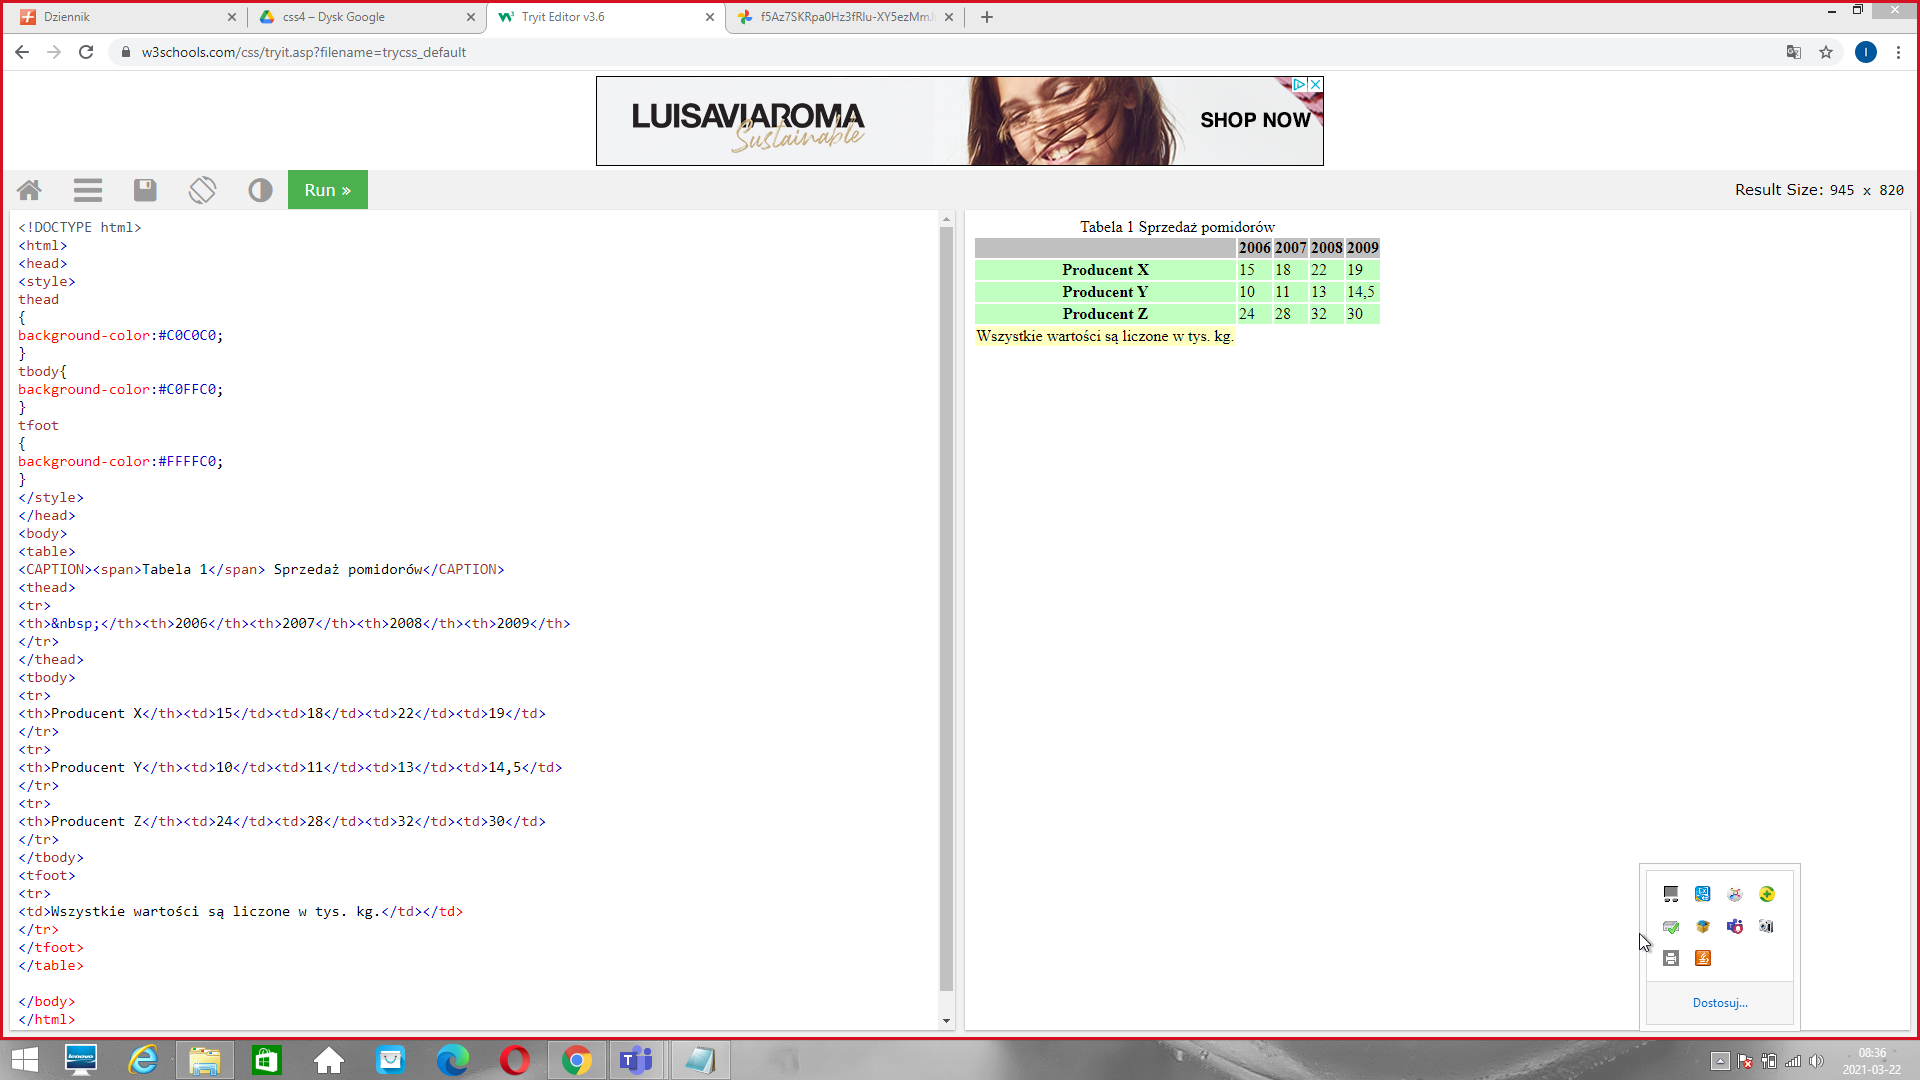 Dziennik
css4 – Dysk Google
Tryit Editor v3.6
w3schools.com/css/tryit.asp?filename=trycss_default
I
LUISAVIAROMA
Sustainable
SHOP NOW
Run »
Result Size: 945 x 820
<!DOCTYPE html>
<html>
<head>
<style>
thead
{
background-color:#C0C0C0;
}
tbody{
background-color:#C0FFC0;
}
tfoot
{
background-color:#FFFFC0;
}
</style>
</head>
<body>
<table>
<CAPTION><span>Tabela 1</span> Sprzedaż pomidorów</CAPTION>
<thead>
<tr>
<th>&nbsp;</th><th>2006</th><th>2007</th><th>2008</th><th>2009</th>
</tr>
</thead>
<tbody>
<tr>
<th>Producent X</th><td>15</td><td>18</td><td>22</td><td>19</td>
</tr>
<tr>
<th>Producent Y</th><td>10</td><td>11</td><td>13</td><td>14,5</td>
</tr>
<tr>
<th>Producent Z</th><td>24</td><td>28</td><td>32</td><td>30</td>
</tr>
</tbody>
<tfoot>
<tr>
<td>Wszystkie wartości są liczone w tys. kg.</td></td>
</tr>
</tfoot>
</table>
</body>
</html>
Tabela 1 Sprzedaż pomidorów
2006 2007 2008 2009
Producent X 15 18 22 19
Producent Y 10 11 13 14,5
Producent Z 24 28 32 30
Wszystkie wartości są liczone w tys. kg.
Dostosuj...
lenovo
08:36
2021-03-22